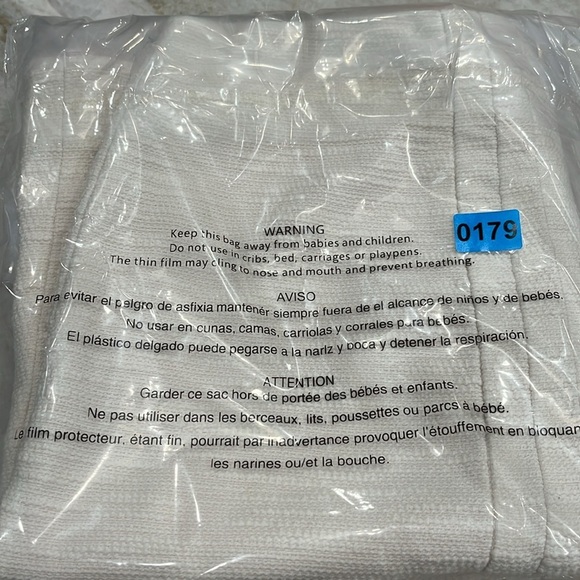 WARNING
Keep this bag away from babies and children.
Do not use in cribs, bed, carriages or playpens.
The thin film may cling to nose and mouth and prevent breathing.
0179
AVISO
Para evitar el pelgro de asfixia mantenér siempre fuera de el alcance de niños y de bebés.
No usar en cunas, camas, carriolas y corrales para bebés.
El plástico delgado puede pegarse a la nariz y boca y detener la respiración.
ATTENTION
Garder ce sac hors de portée des bébés et enfants.
Ne pas utiliser dans les berceaux, lits, poussettes ou parcs à bébé.
Le film protecteur, étant fin, pourrait par inadvertance provoquer l'étouffement en bloquan
les narines ou/et la bouche.